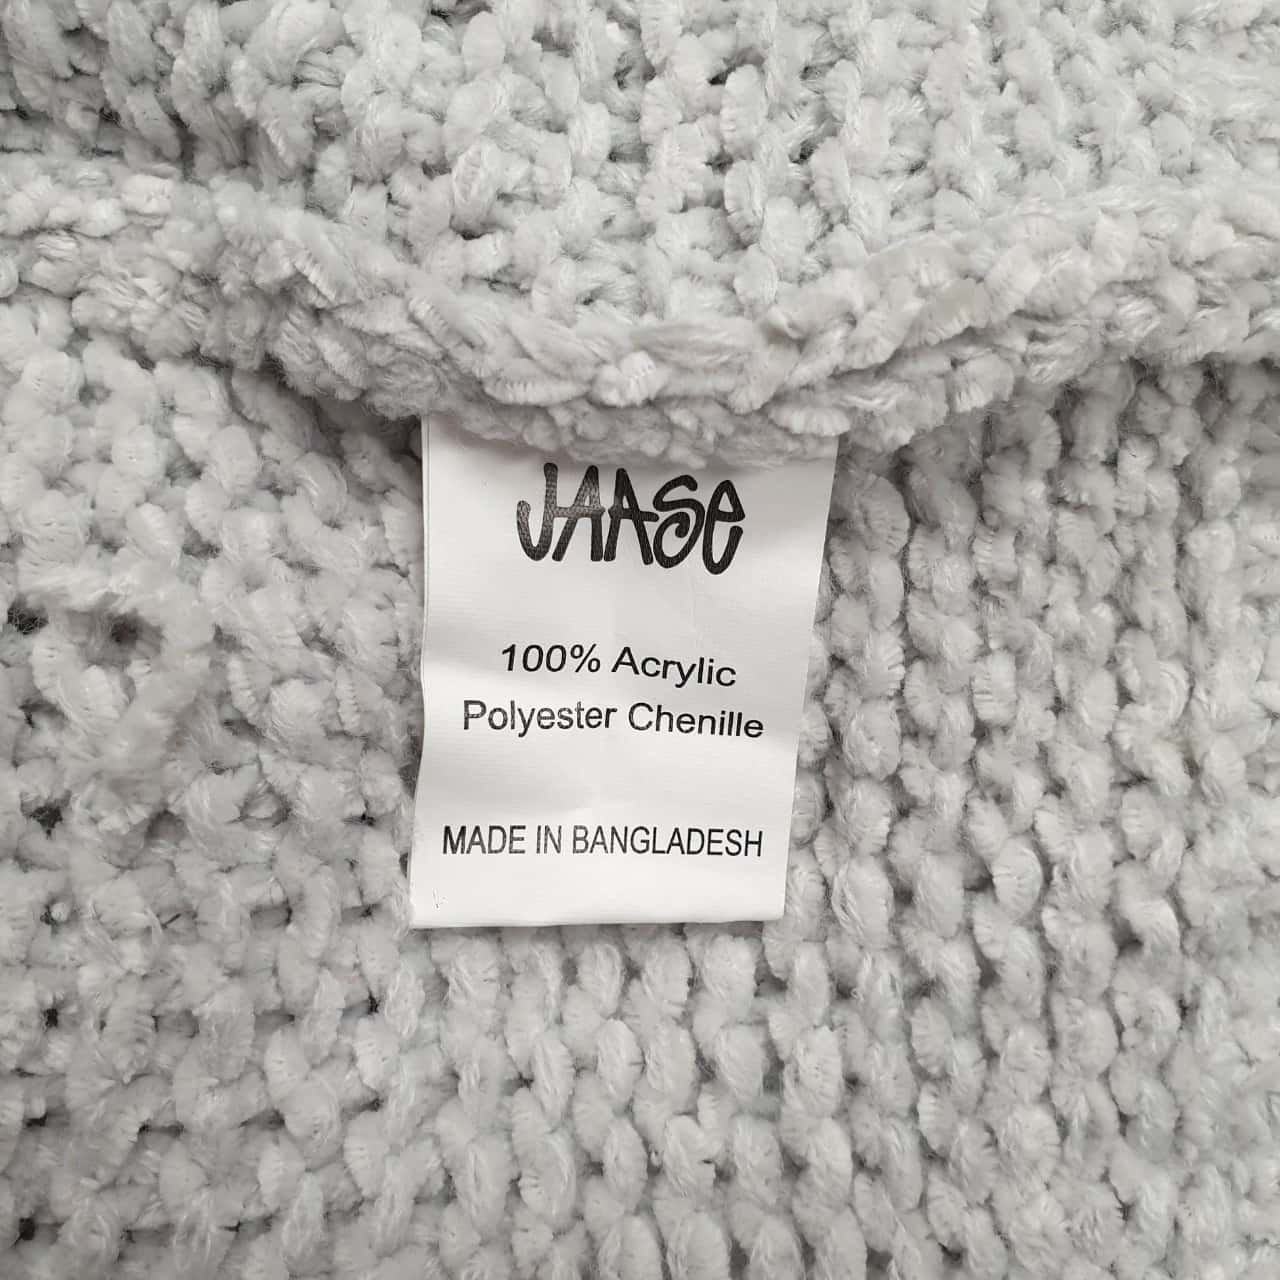 JAASE
100% Acrylic
Polyester Chenille
MADE IN BANGLADESH